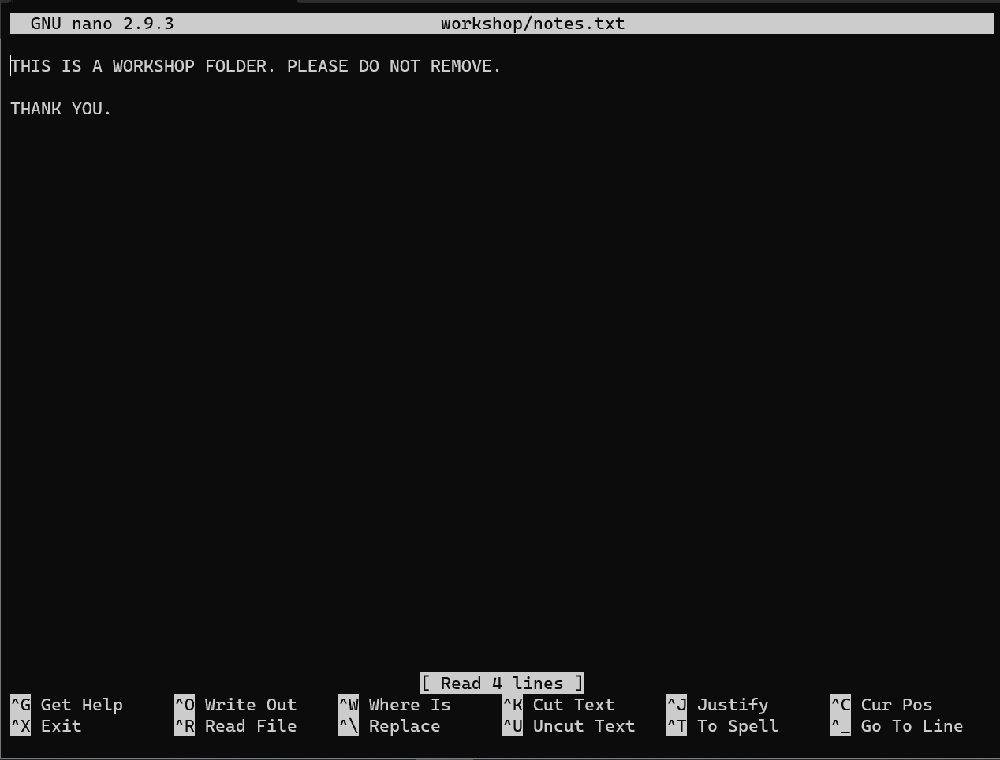 GNU nano 2.9.3 workshop/notes.txt
THIS IS A WORKSHOP FOLDER. PLEASE DO NOT REMOVE.
THANK YOU.
[ Read 4 lines ]
^G Get Help ^O Write Out ^W Where Is ^K Cut Text ^J Justify ^C Cur Pos
^X Exit ^R Read File ^\ Replace ^U Uncut Text ^T To Spell ^_ Go To Line